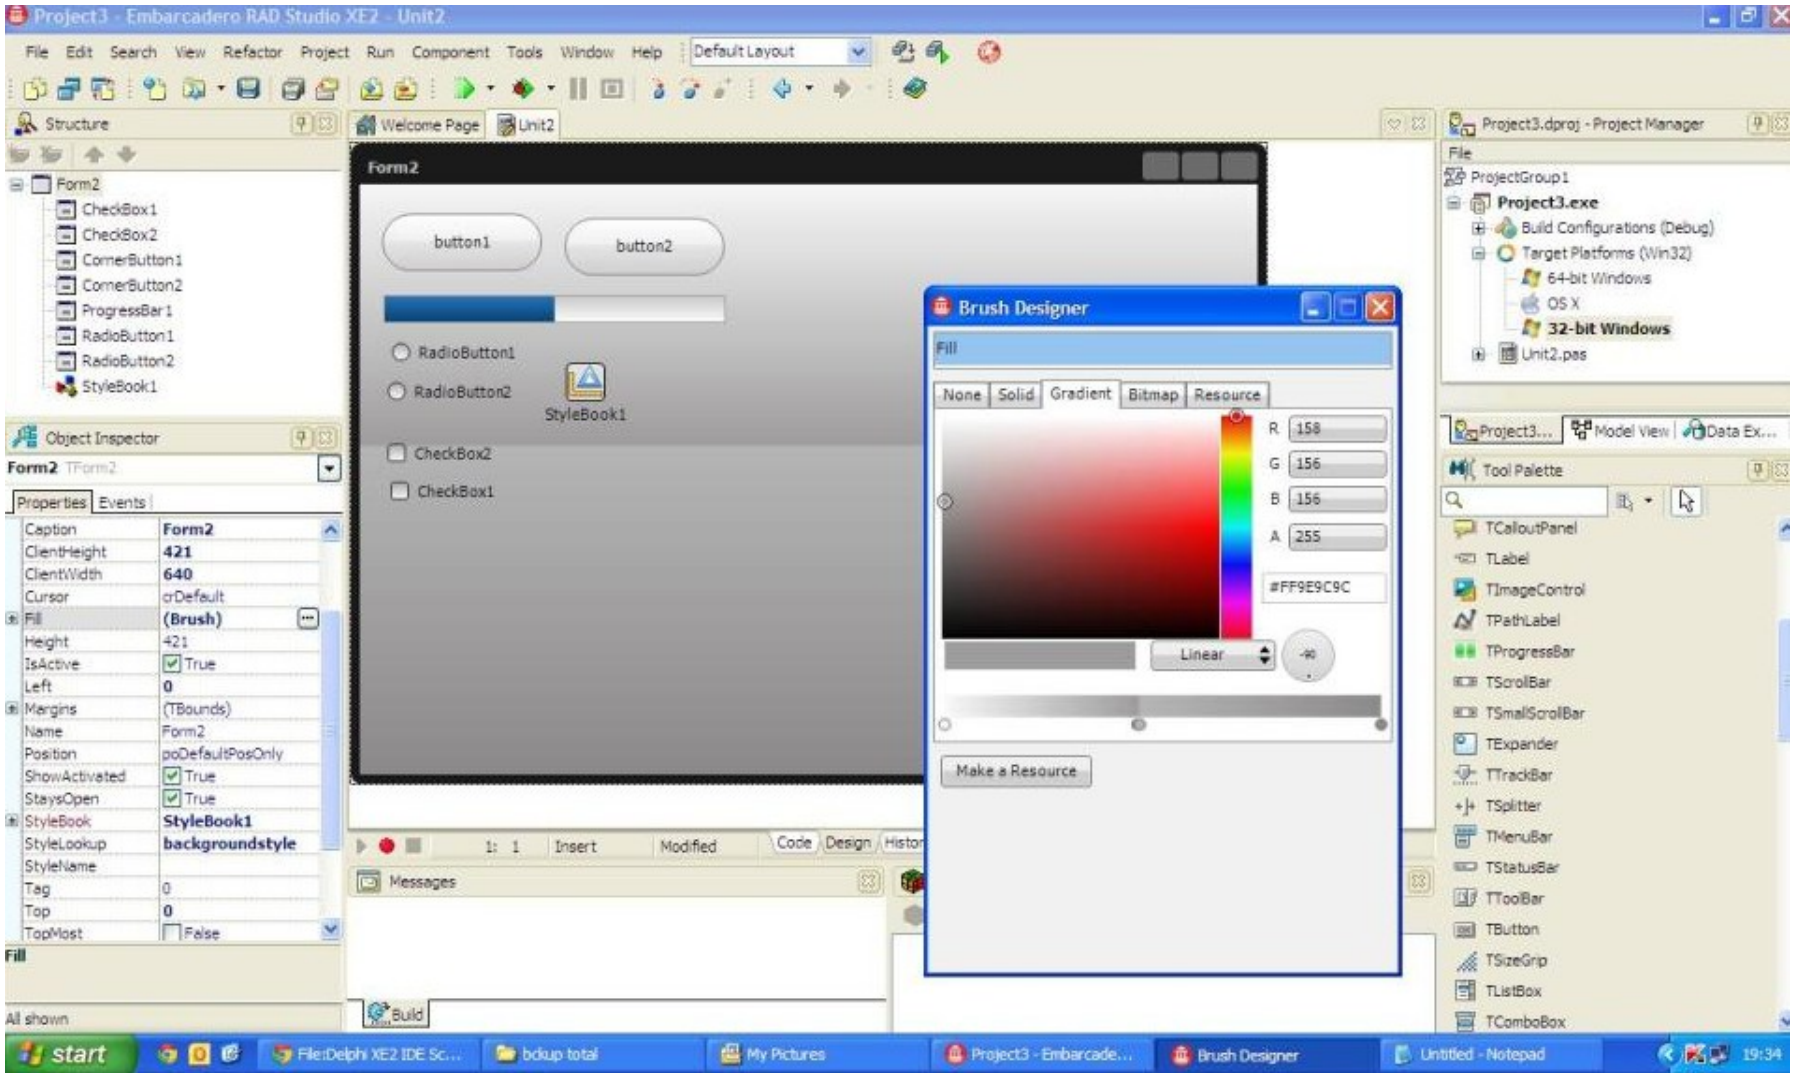 Project3 - Embarcadero RAD Studio XE2 - Unit2
File Edit Search View Refactor Project Run Component Tools Window Help Default Layout
Structure
Form2
CheckBox1
CheckBox2
CornerButton1
CornerButton2
ProgressBar1
RadioButton1
RadioButton2
StyleBook1
Object Inspector
Form2 TForm2
Properties Events
Caption Form2
ClientHeight 421
ClientWidth 640
Cursor crDefault
Fill (Brush)
Height 421
IsActive True
Left 0
Margins (TBounds)
Name Form2
Position poDefaultPosOnly
ShowActivated True
StaysOpen True
StyleBook StyleBook1
StyleLookup backgroundstyle
StyleName
Tag 0
Top 0
TopMost False
Fill
All shown
Welcome Page Unit2
Form2
button1 button2
RadioButton1
RadioButton2
StyleBook1
CheckBox2
CheckBox1
1: 1 Insert Modified Code Design Histor
Messages
Build
Brush Designer
Fill
None Solid Gradient Bitmap Resource
R 158
G 156
B 156
A 255
#FF9E9C9C
Linear -90
Make a Resource
Project3.dproj - Project Manager
File
ProjectGroup1
Project3.exe
Build Configurations (Debug)
Target Platforms (Win32)
64-bit Windows
OS X
32-bit Windows
Unit2.pas
Project3... Model View Data Ex...
Tool Palette
TCalloutPanel
TLabel
TImageControl
TPathLabel
TProgressBar
TScrollBar
TSmallScrollBar
TExpander
TTrackBar
TSplitter
TMenuBar
TStatusBar
TToolBar
TButton
TSizeGrip
TListBox
TComboBox
start File:Delphi XE2 IDE Sc... bckup total My Pictures Project3 - Embarcade... Brush Designer Untitled - Notepad 19:34